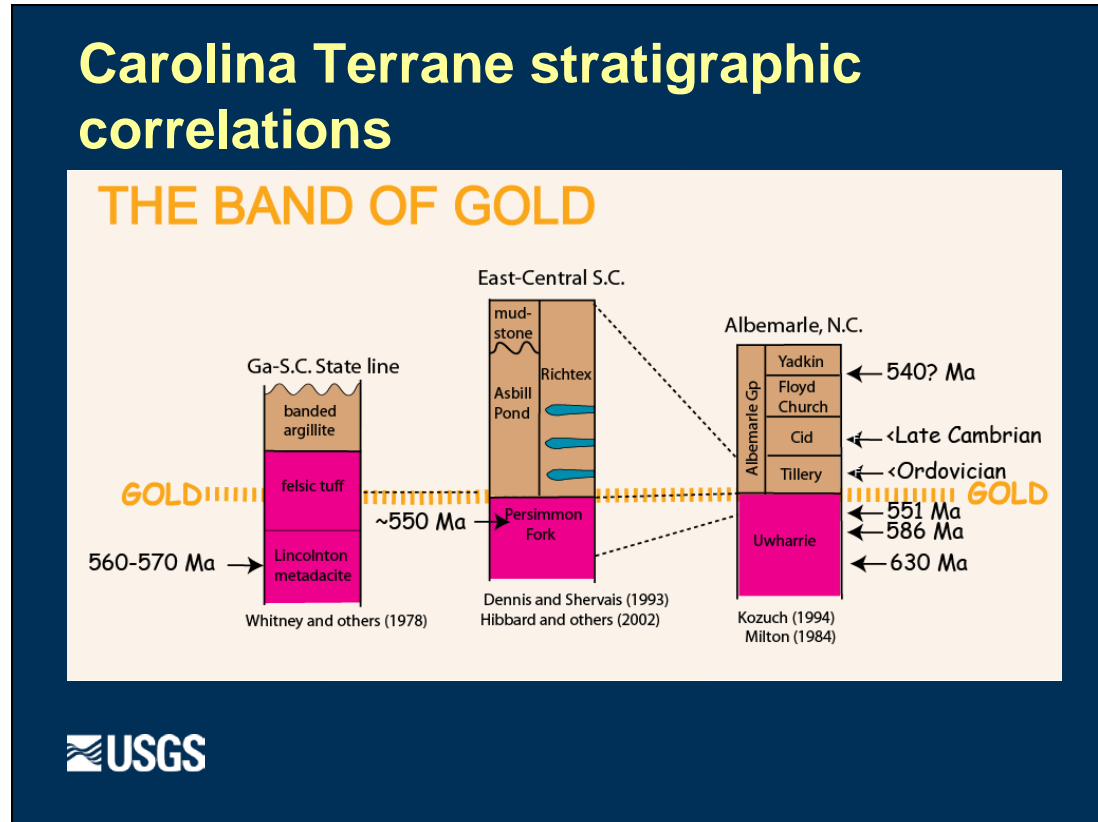 Carolina Terrane stratigraphic
correlations
THE BAND OF GOLD
Ga-S.C. State line
banded
argillite
felsic tuff
Lincolnton
metadacite
GOLD
560-570 Ma
Whitney and others (1978)
East-Central S.C.
mud-
stone
Asbill
Pond
Richtex
Persimmon
Fork
~550 Ma
Dennis and Shervais (1993)
Hibbard and others (2002)
Albemarle, N.C.
Albemarle Gp
Yadkin
Floyd
Church
Cid
Tillery
Uwharrie
540? Ma
<Late Cambrian
<Ordovician
GOLD
551 Ma
586 Ma
630 Ma
Kozuch (1994)
Milton (1984)
USGS